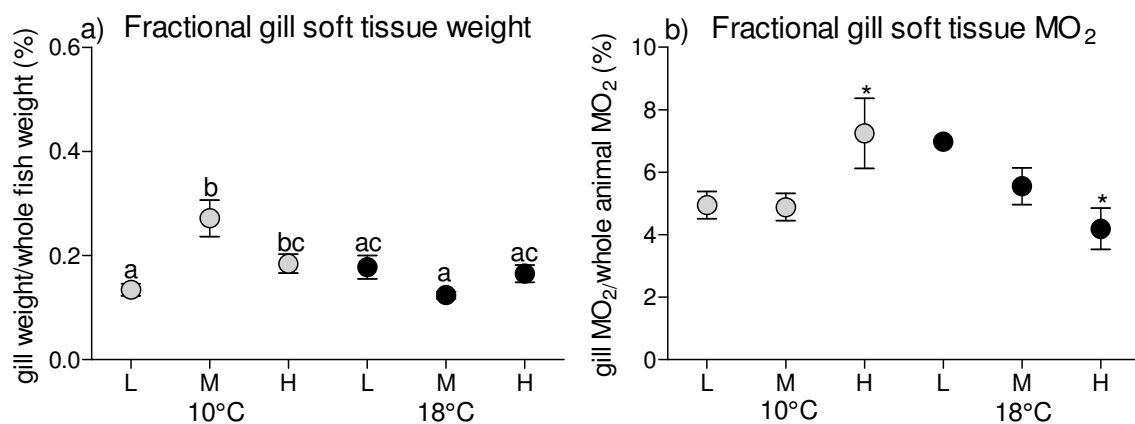 a) Fractional gill soft tissue weight
gill weight/whole fish weight (%)
0.6
0.4
0.2
0.0
a
b
bc
ac
a
ac
L M H L M H
10°C 18°C
b) Fractional gill soft tissue MO₂
gill MO₂/whole animal MO₂ (%)
10
8
6
4
2
0
*
*
L M H L M H
10°C 18°C